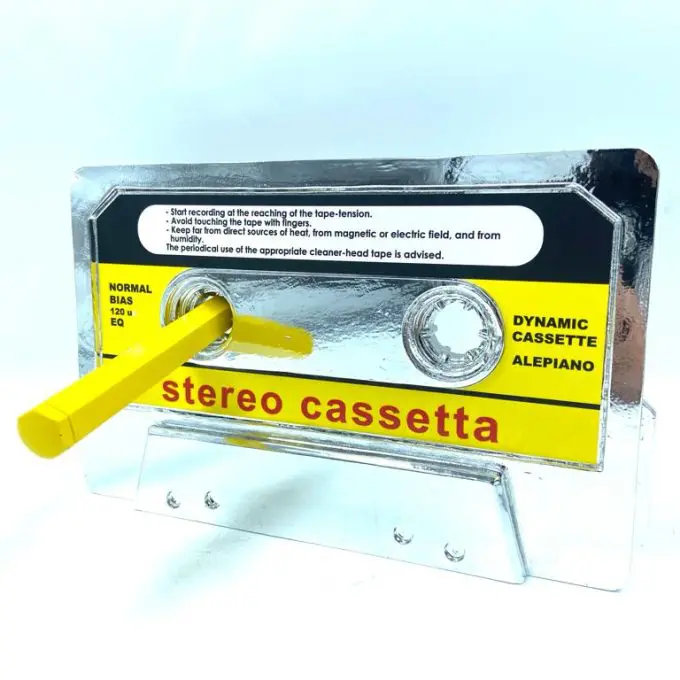 - Start recording at the reaching of the tape-tension.
- Avoid touching the tape with fingers.
- Keep far from direct sources of heat, from magnetic or electric field, and from
humidity.
The periodical use of the appropriate cleaner-head tape is advised.
NORMAL
BIAS
120 u
EQ
DYNAMIC
CASSETTE
ALEPIANO
stereo cassetta